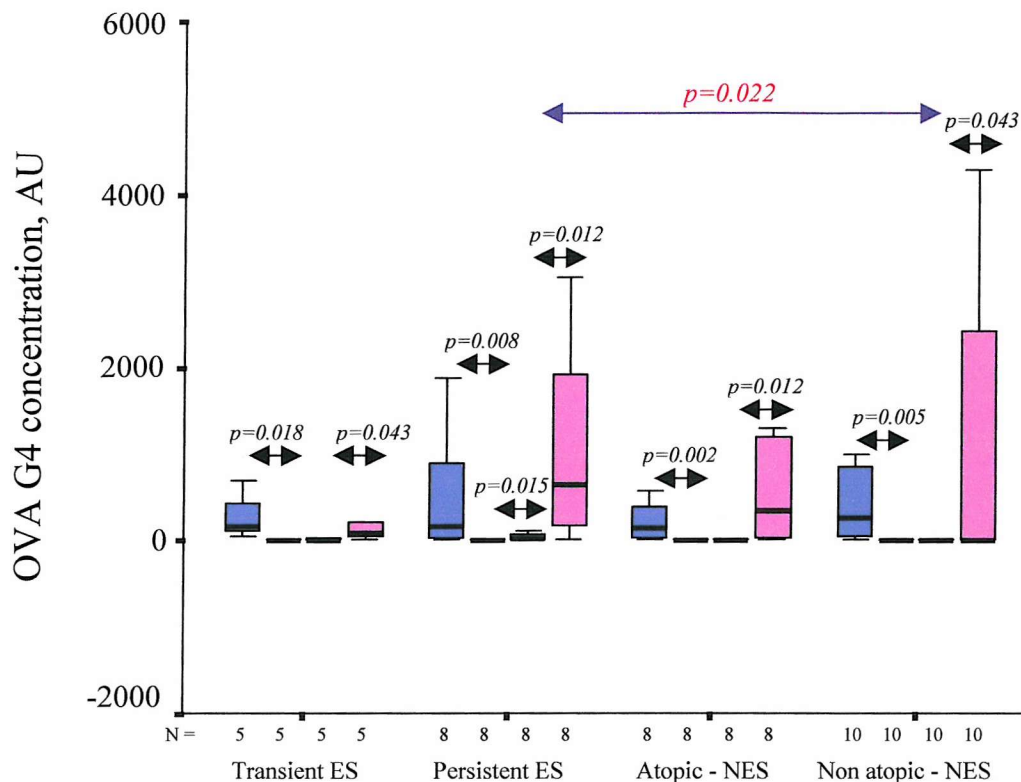 6000
p=0.022
p=0.043
4000
p=0.012
p=0.008
2000
p=0.012
p=0.018
p=0.043
p=0.005
p=0.002
p=0.015
0
-2000
OVA G4 concentration, AU
N = 5 5 5 5 8 8 8 8 8 8 8 8 10 10 10 10
Transient ES Persistent ES Atopic - NES Non atopic - NES